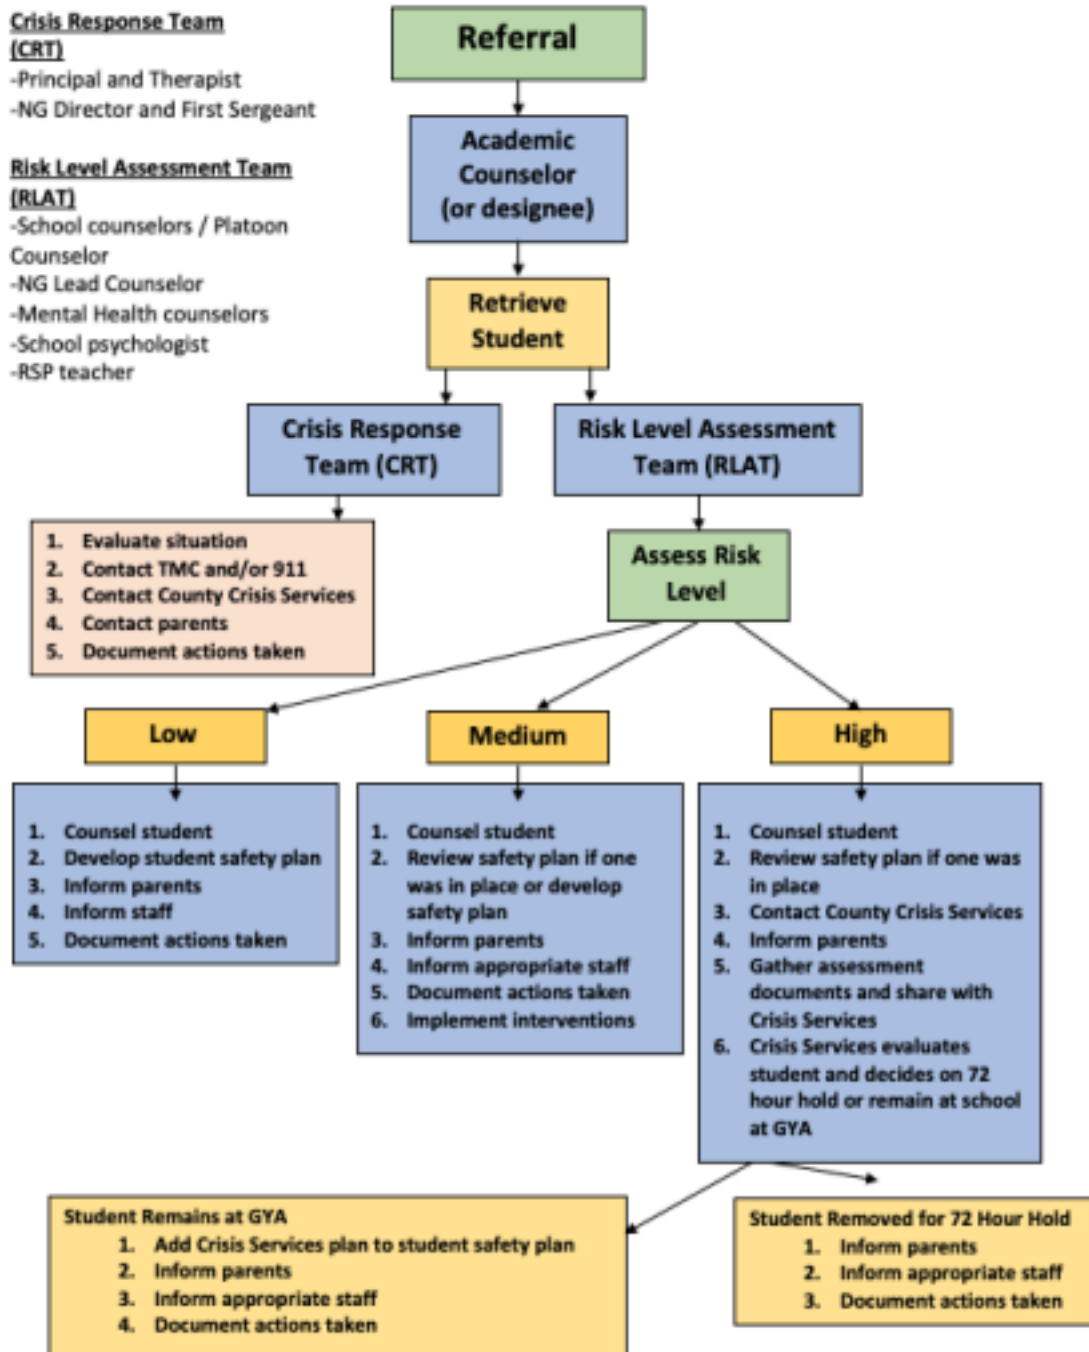 Crisis Response Team
(CRT)
-Principal and Therapist
-NG Director and First Sergeant
Risk Level Assessment Team
(RLAT)
-School counselors / Platoon
Counselor
-NG Lead Counselor
-Mental Health counselors
-School psychologist
-RSP teacher
Referral
Academic
Counselor
(or designee)
Retrieve
Student
Crisis Response
Team (CRT)
Risk Level Assessment
Team (RLAT)
1. Evaluate situation
2. Contact TMC and/or 911
3. Contact County Crisis Services
4. Contact parents
5. Document actions taken
Assess Risk
Level
Low
Medium
High
1. Counsel student
2. Develop student safety plan
3. Inform parents
4. Inform staff
5. Document actions taken
1. Counsel student
2. Review safety plan if one
was in place or develop
safety plan
3. Inform parents
4. Inform appropriate staff
5. Document actions taken
6. Implement interventions
1. Counsel student
2. Review safety plan if one was
in place
3. Contact County Crisis Services
4. Inform parents
5. Gather assessment
documents and share with
Crisis Services
6. Crisis Services evaluates
student and decides on 72
hour hold or remain at school
at GYA
Student Remains at GYA
1. Add Crisis Services plan to student safety plan
2. Inform parents
3. Inform appropriate staff
4. Document actions taken
Student Removed for 72 Hour Hold
1. Inform parents
2. Inform appropriate staff
3. Document actions taken